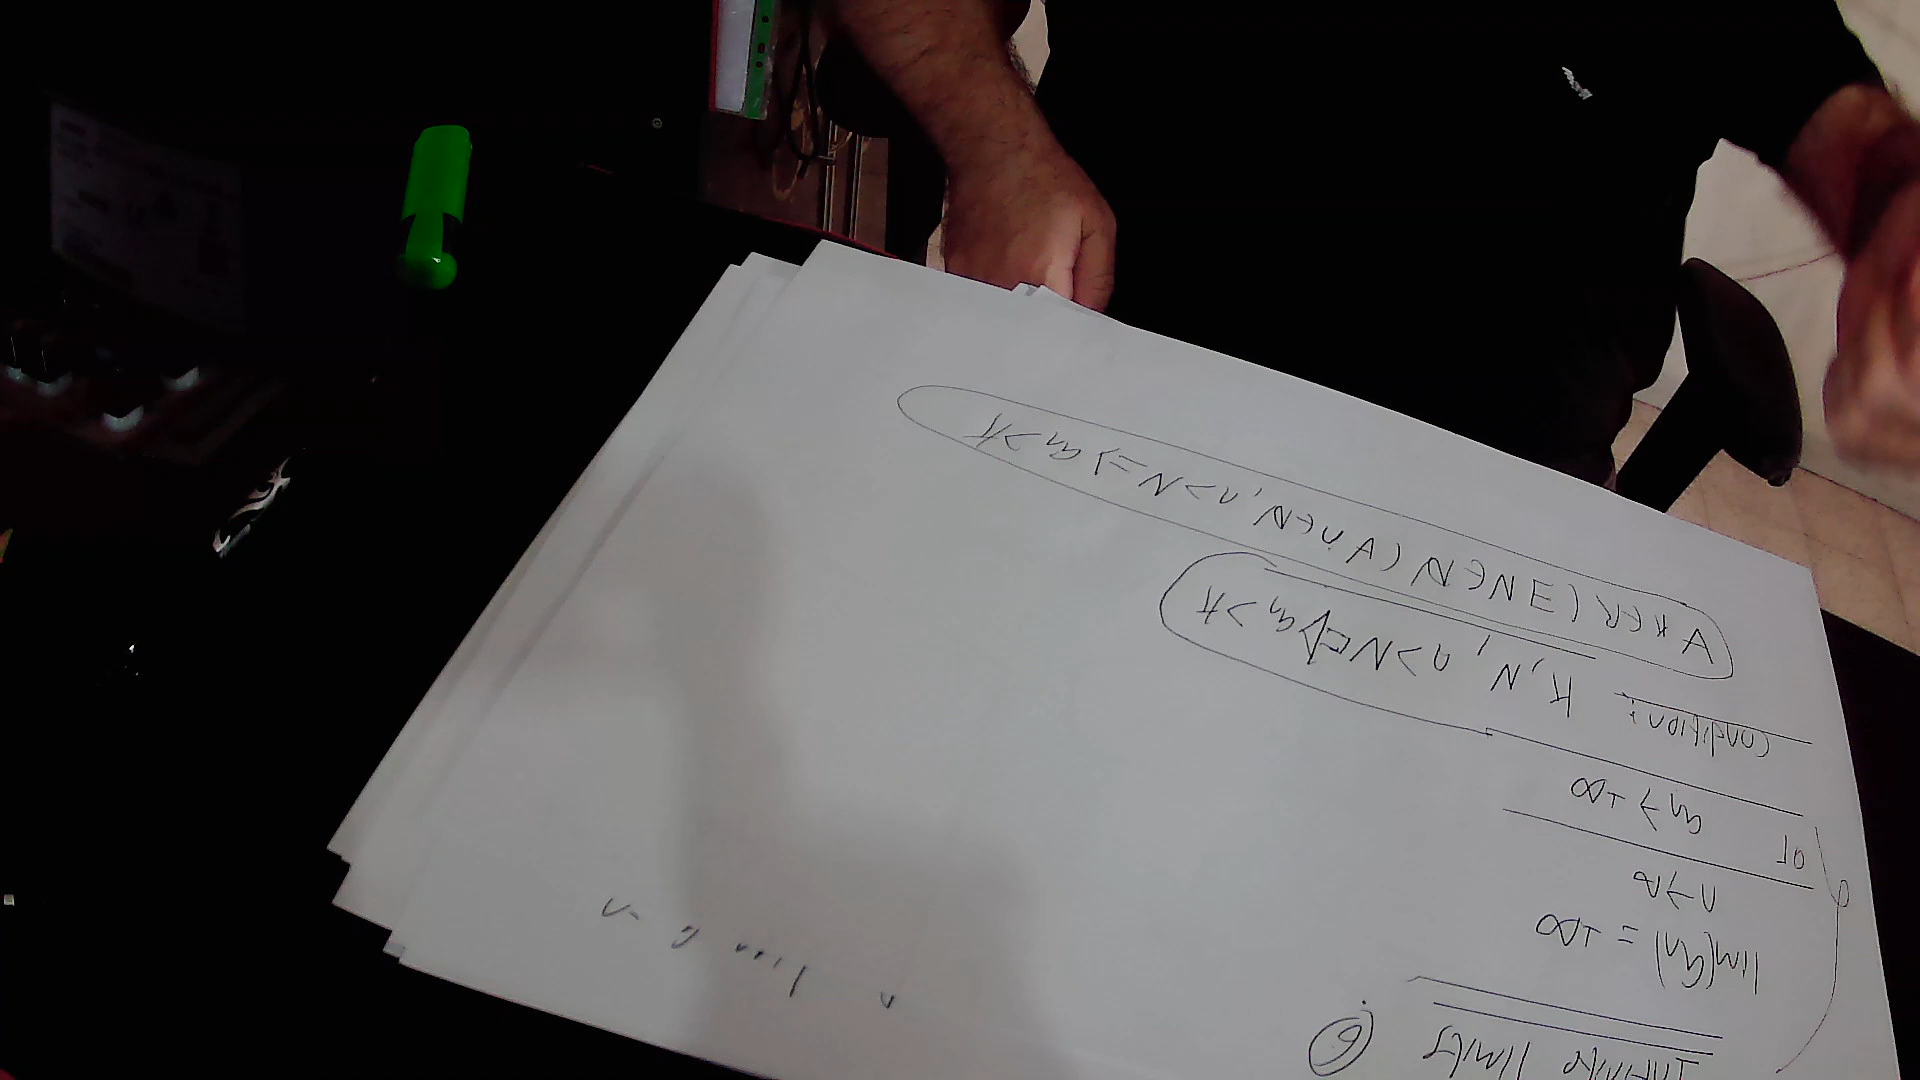 Infinite limits
6
lim(an) = +∞
n→∞
or
an → +∞
Condition: K, N, n>N ⇒ an>K
∀ K∈R (∃ N∈ℕ (∀ n∈ℕ, n>N ⇒ an>K